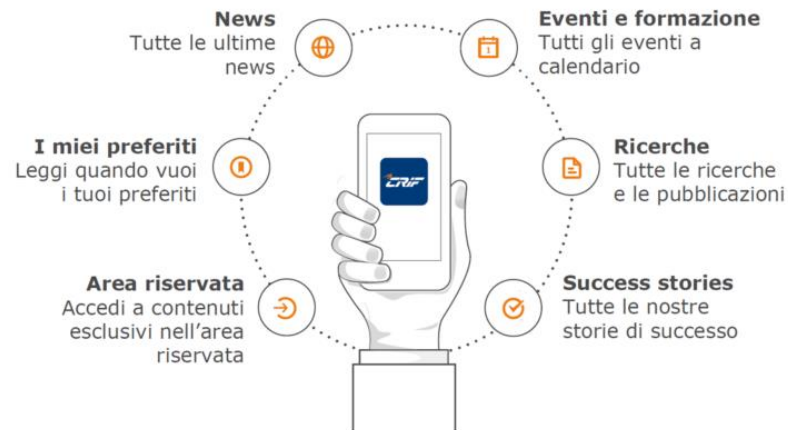 News
Tutte le ultime
news
Eventi e formazione
Tutti gli eventi a
calendario
1
I miei preferiti
Leggi quando vuoi
i tuoi preferiti
CRIF
Ricerche
Tutte le ricerche
e le pubblicazioni
Area riservata
Accedi a contenuti
esclusivi nell’area
riservata
Success stories
Tutte le nostre
storie di successo